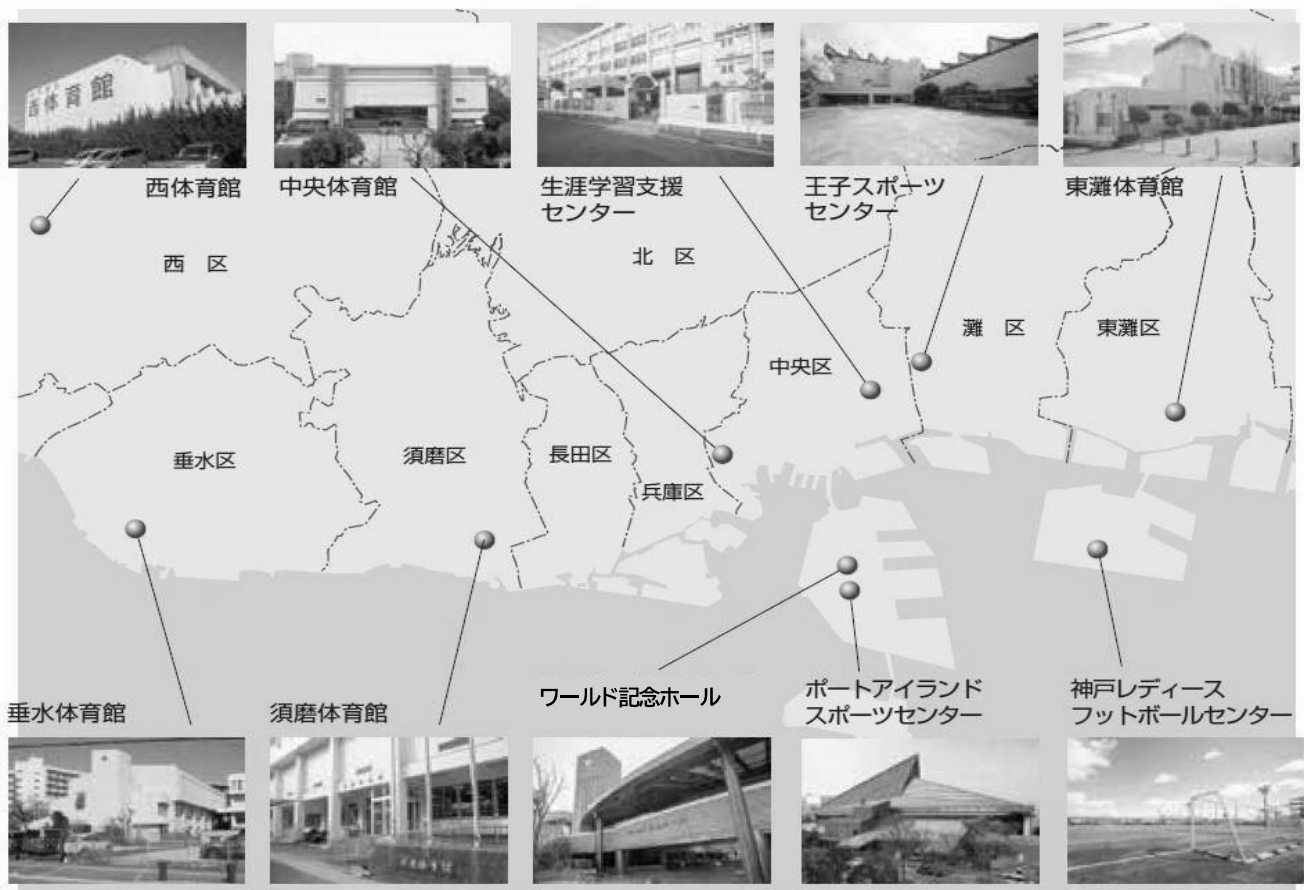 西体育館
西体育館
中央体育館
生涯学習支援
センター
王子スポーツ
センター
東灘体育館
西 区
北 区
灘 区
東灘区
中央区
垂水区
須磨区
長田区
兵庫区
垂水体育館
須磨体育館
ワールド記念ホール
ポートアイランド
スポーツセンター
神戸レディース
フットボールセンター